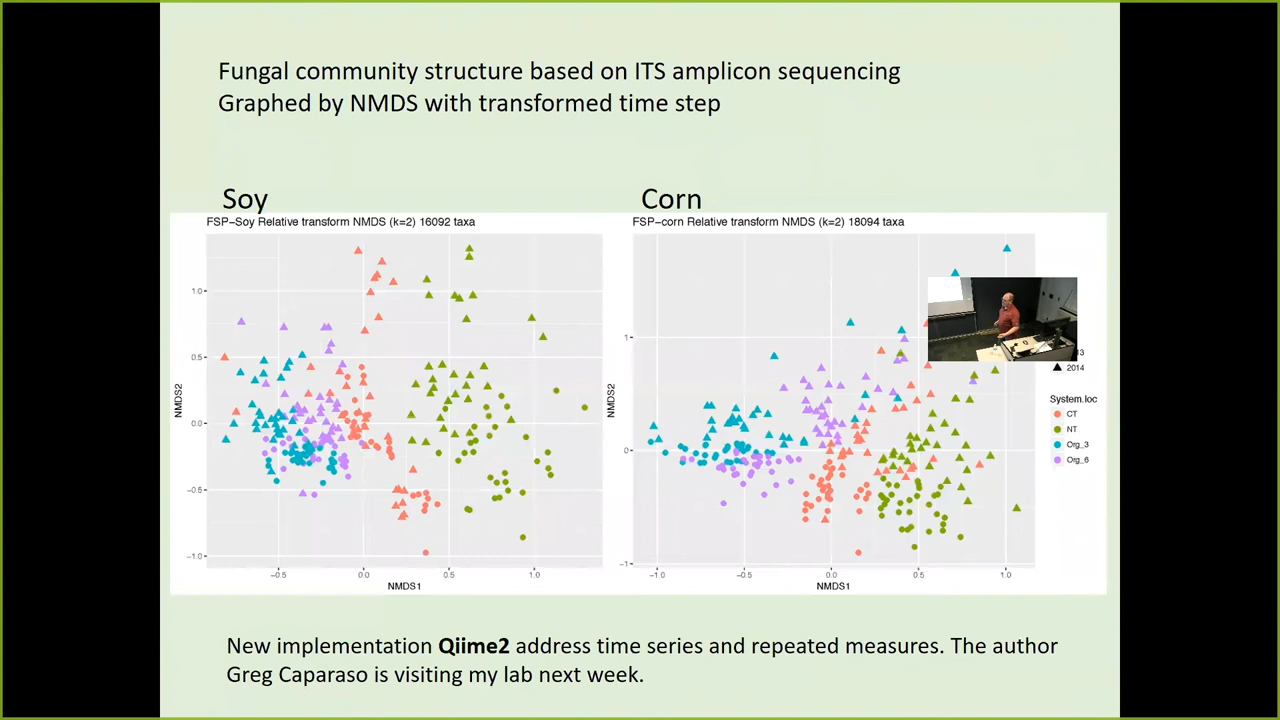 Fungal community structure based on ITS amplicon sequencing
Graphed by NMDS with transformed time step
Soy
Corn
FSP−Soy Relative transform NMDS (k=2) 16092 taxa
FSP−corn Relative transform NMDS (k=2) 18094 taxa
1.0
0.5
0.0
−0.5
−1.0
NMDS2
−0.5
0.0
0.5
1.0
NMDS1
1
0
−1
NMDS2
−1.0
−0.5
0.0
0.5
1.0
NMDS1
2014
System.loc
CT
NT
Org_3
Org_6
New implementation Qiime2 address time series and repeated measures. The author
Greg Caparaso is visiting my lab next week.